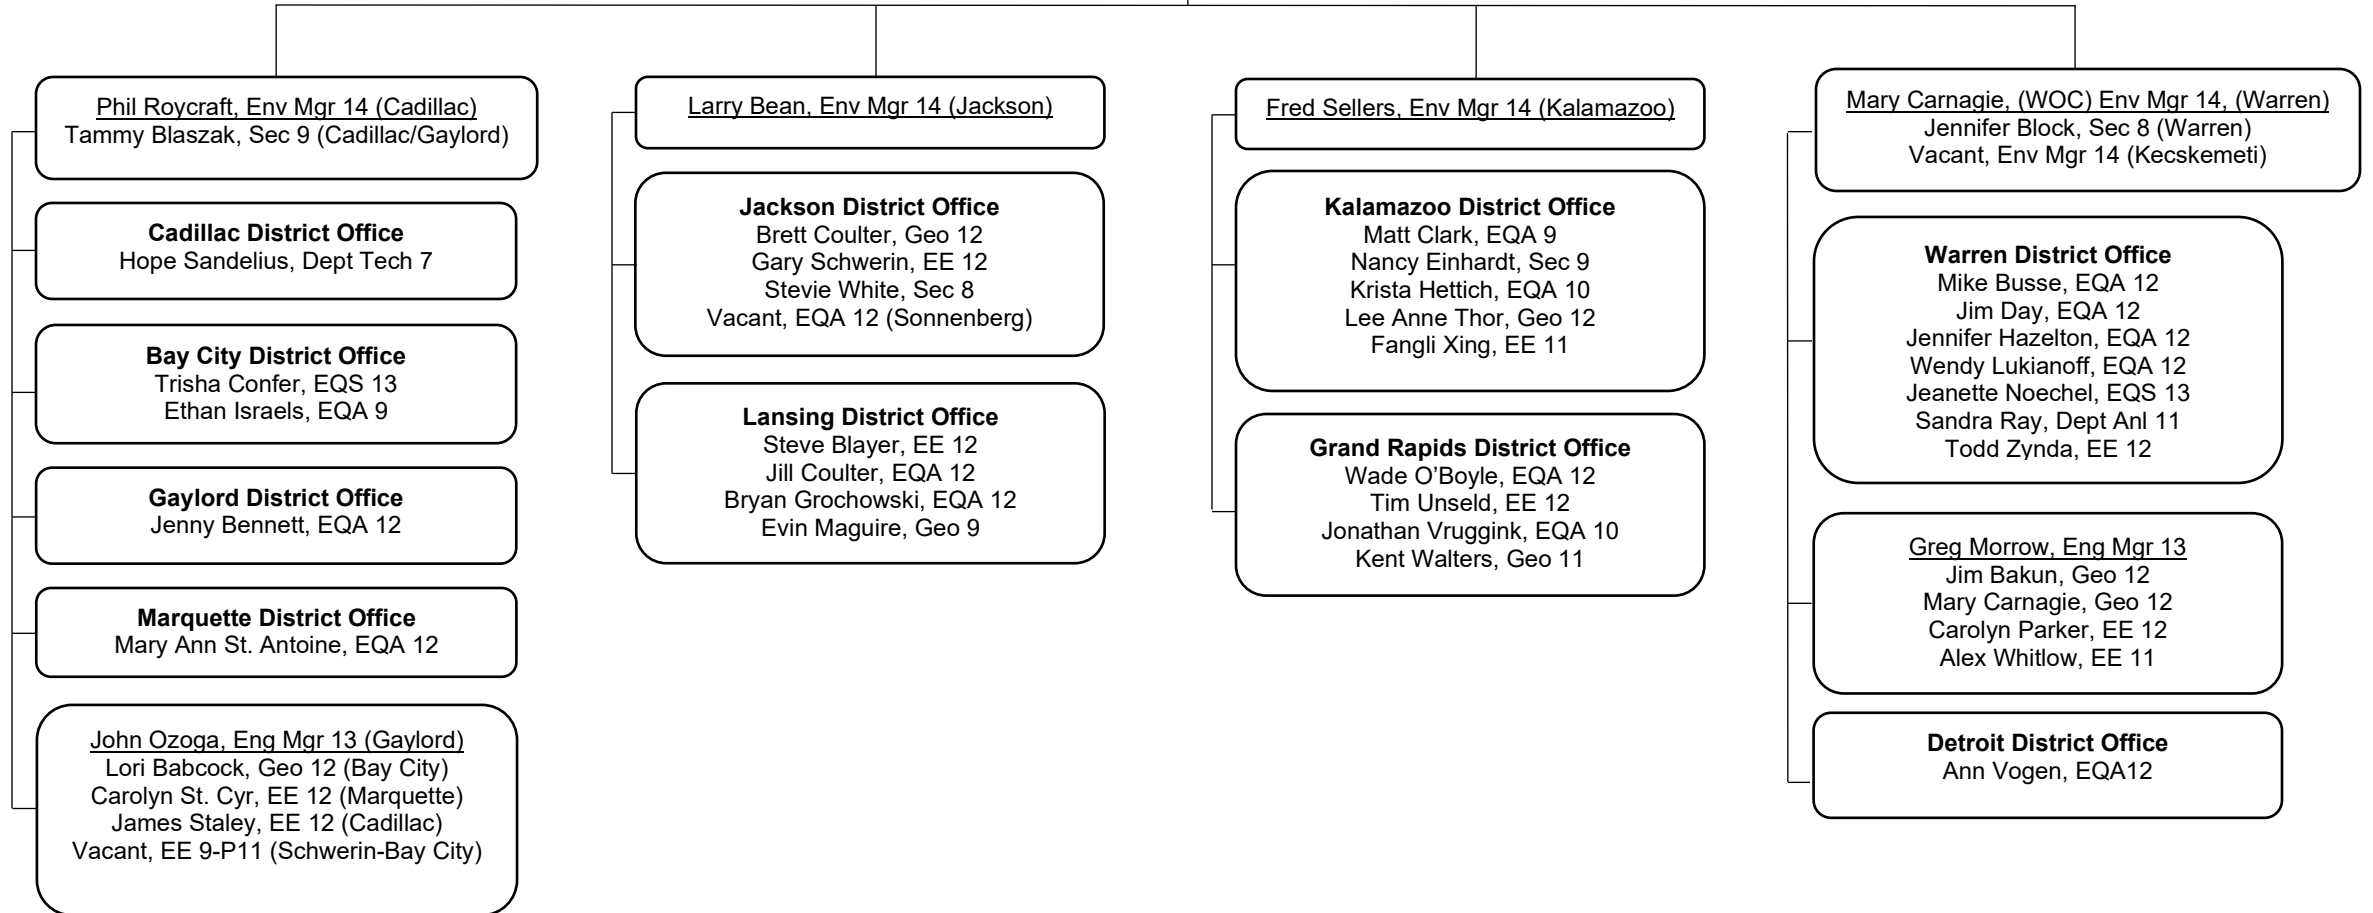 Phil Roycraft, Env Mgr 14 (Cadillac)
Tammy Blaszak, Sec 9 (Cadillac/Gaylord)
Cadillac District Office
Hope Sandelius, Dept Tech 7
Bay City District Office
Trisha Confer, EQS 13
Ethan Israels, EQA 9
Gaylord District Office
Jenny Bennett, EQA 12
Marquette District Office
Mary Ann St. Antoine, EQA 12
John Ozoga, Eng Mgr 13 (Gaylord)
Lori Babcock, Geo 12 (Bay City)
Carolyn St. Cyr, EE 12 (Marquette)
James Staley, EE 12 (Cadillac)
Vacant, EE 9-P11 (Schwerin-Bay City)
Larry Bean, Env Mgr 14 (Jackson)
Jackson District Office
Brett Coulter, Geo 12
Gary Schwerin, EE 12
Stevie White, Sec 8
Vacant, EQA 12 (Sonnenberg)
Lansing District Office
Steve Blayer, EE 12
Jill Coulter, EQA 12
Bryan Grochowski, EQA 12
Evin Maguire, Geo 9
Fred Sellers, Env Mgr 14 (Kalamazoo)
Kalamazoo District Office
Matt Clark, EQA 9
Nancy Einhardt, Sec 9
Krista Hettich, EQA 10
Lee Anne Thor, Geo 12
Fangli Xing, EE 11
Grand Rapids District Office
Wade O’Boyle, EQA 12
Tim Unseld, EE 12
Jonathan Vruggink, EQA 10
Kent Walters, Geo 11
Mary Carnagie, (WOC) Env Mgr 14, (Warren)
Jennifer Block, Sec 8 (Warren)
Vacant, Env Mgr 14 (Kecskemeti)
Warren District Office
Mike Busse, EQA 12
Jim Day, EQA 12
Jennifer Hazelton, EQA 12
Wendy Lukianoff, EQA 12
Jeanette Noechel, EQS 13
Sandra Ray, Dept Anl 11
Todd Zynda, EE 12
Greg Morrow, Eng Mgr 13
Jim Bakun, Geo 12
Mary Carnagie, Geo 12
Carolyn Parker, EE 12
Alex Whitlow, EE 11
Detroit District Office
Ann Vogen, EQA12